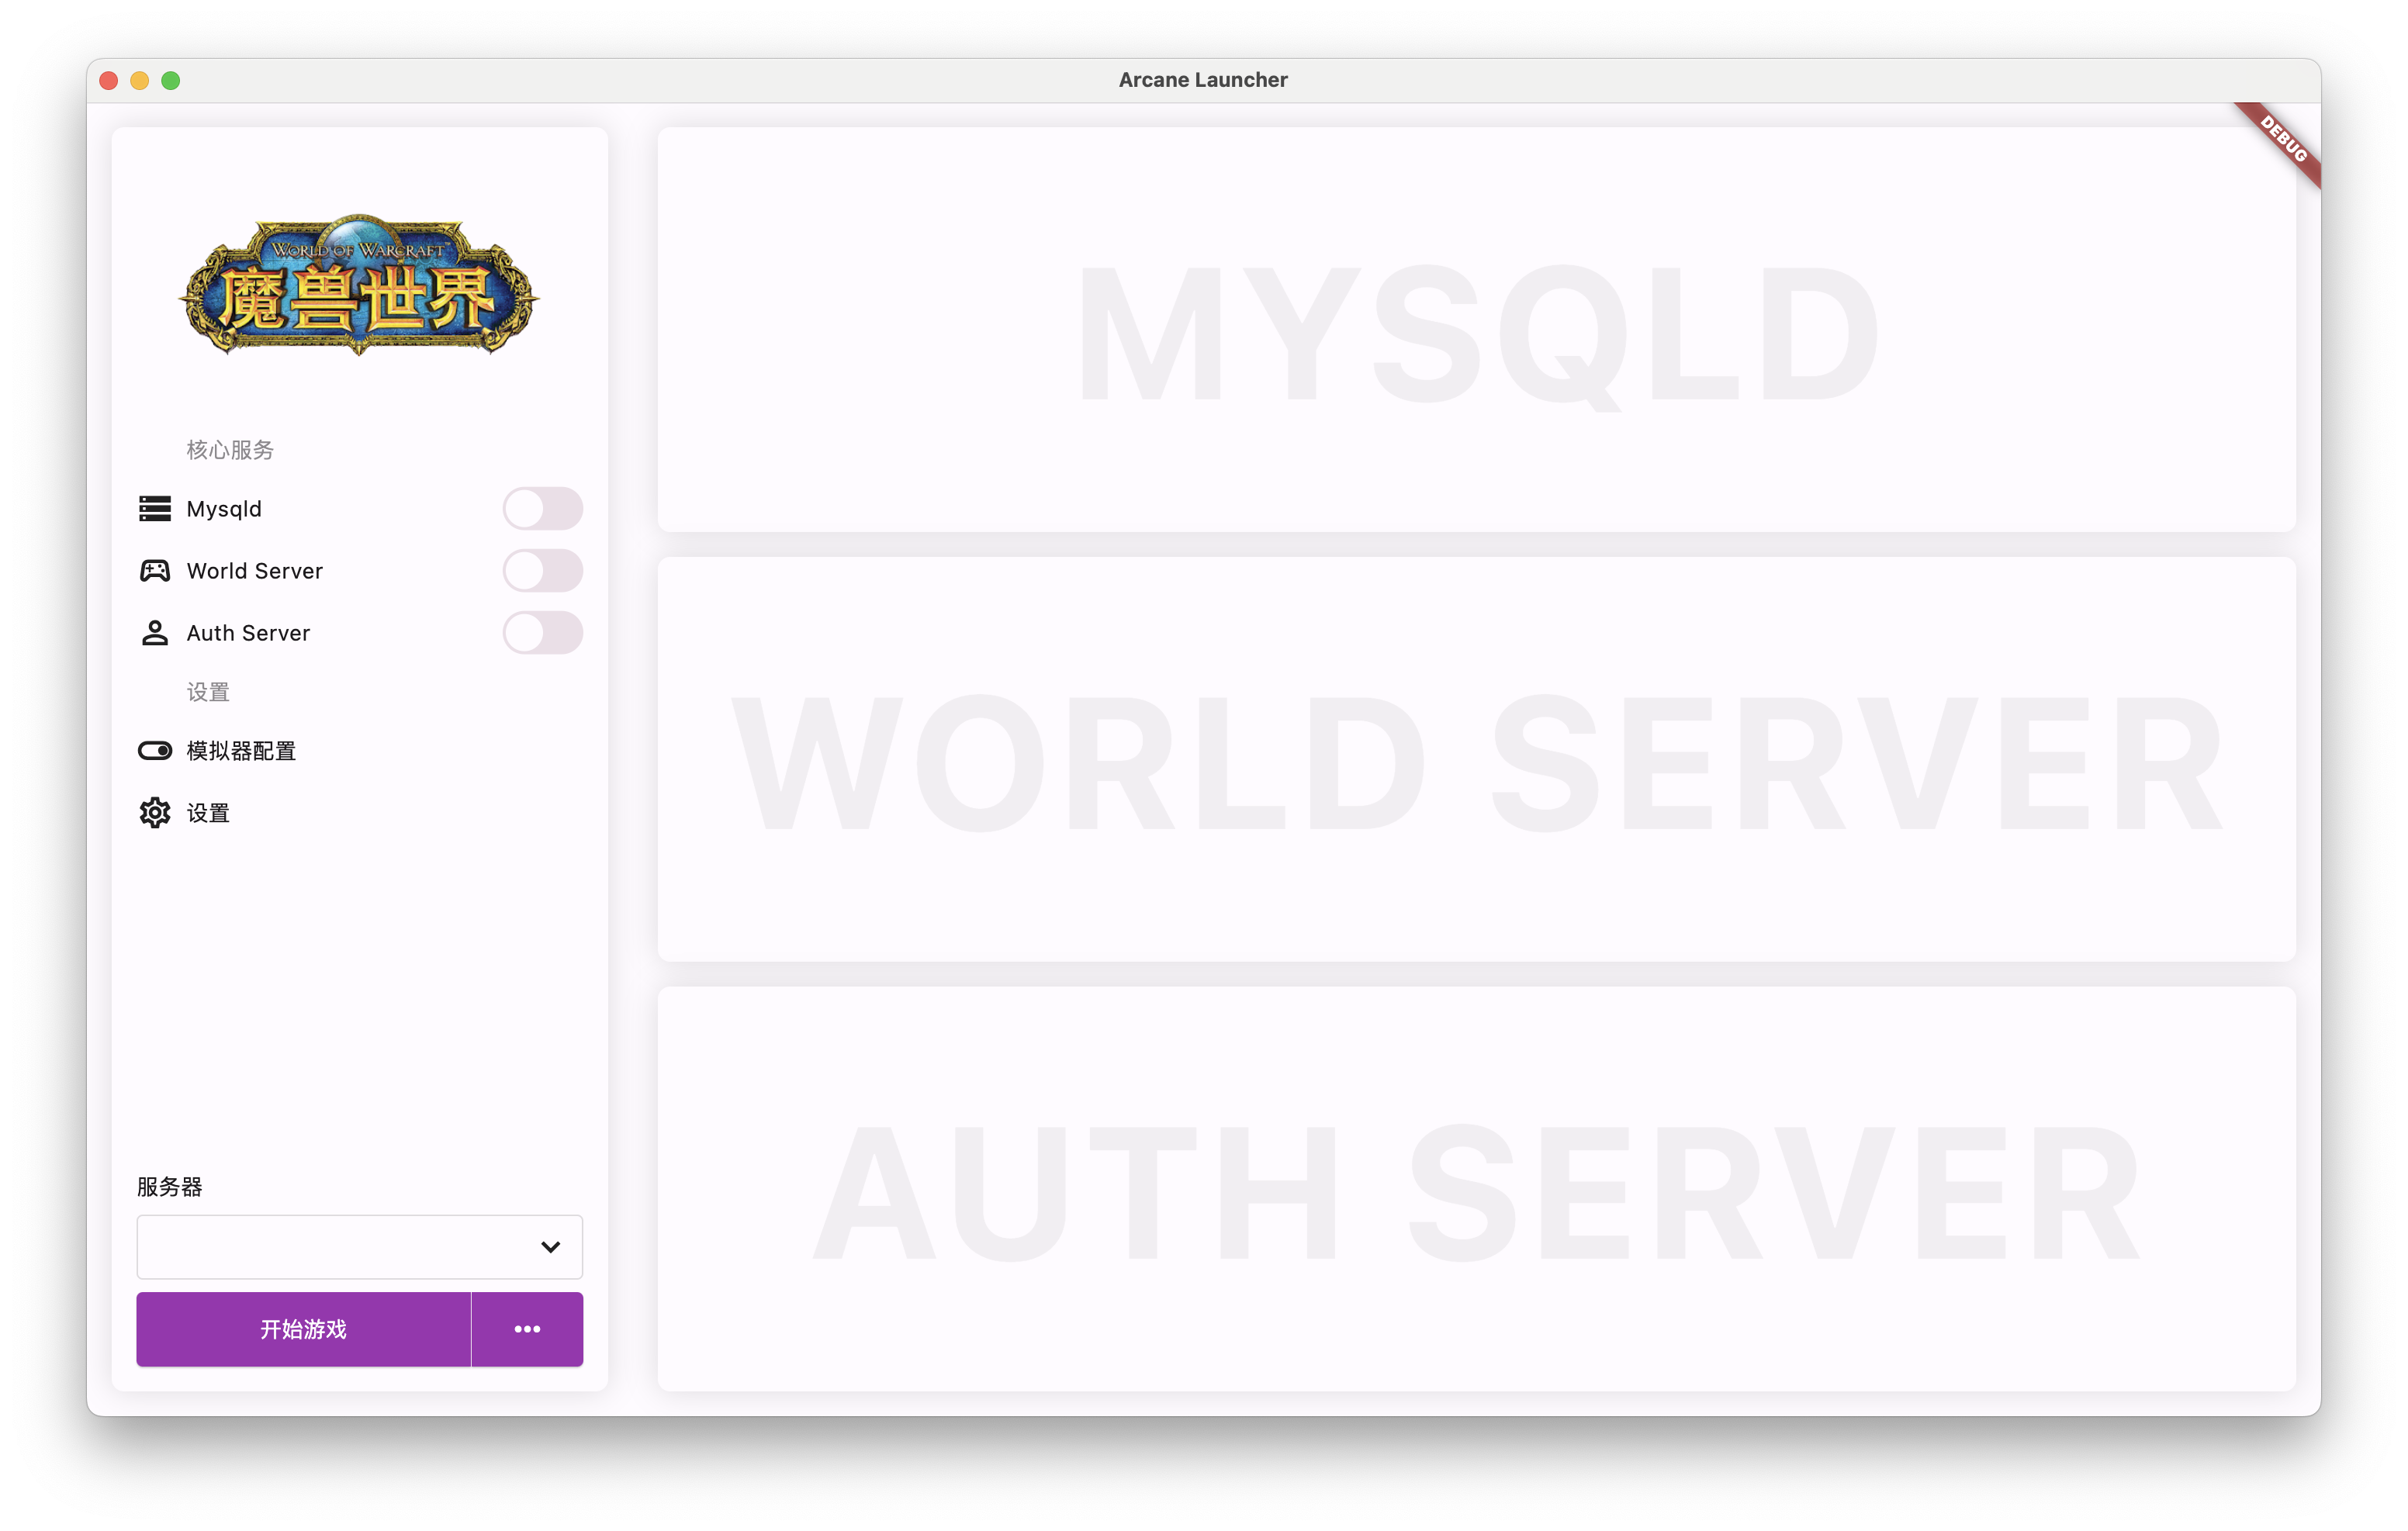 Arcane Launcher
DEBUG
WORLD OF WARCRAFT™
魔兽世界
核心服务
Mysqld
World Server
Auth Server
设置
模拟器配置
设置
服务器
开始游戏
MYSQLD
WORLD SERVER
AUTH SERVER